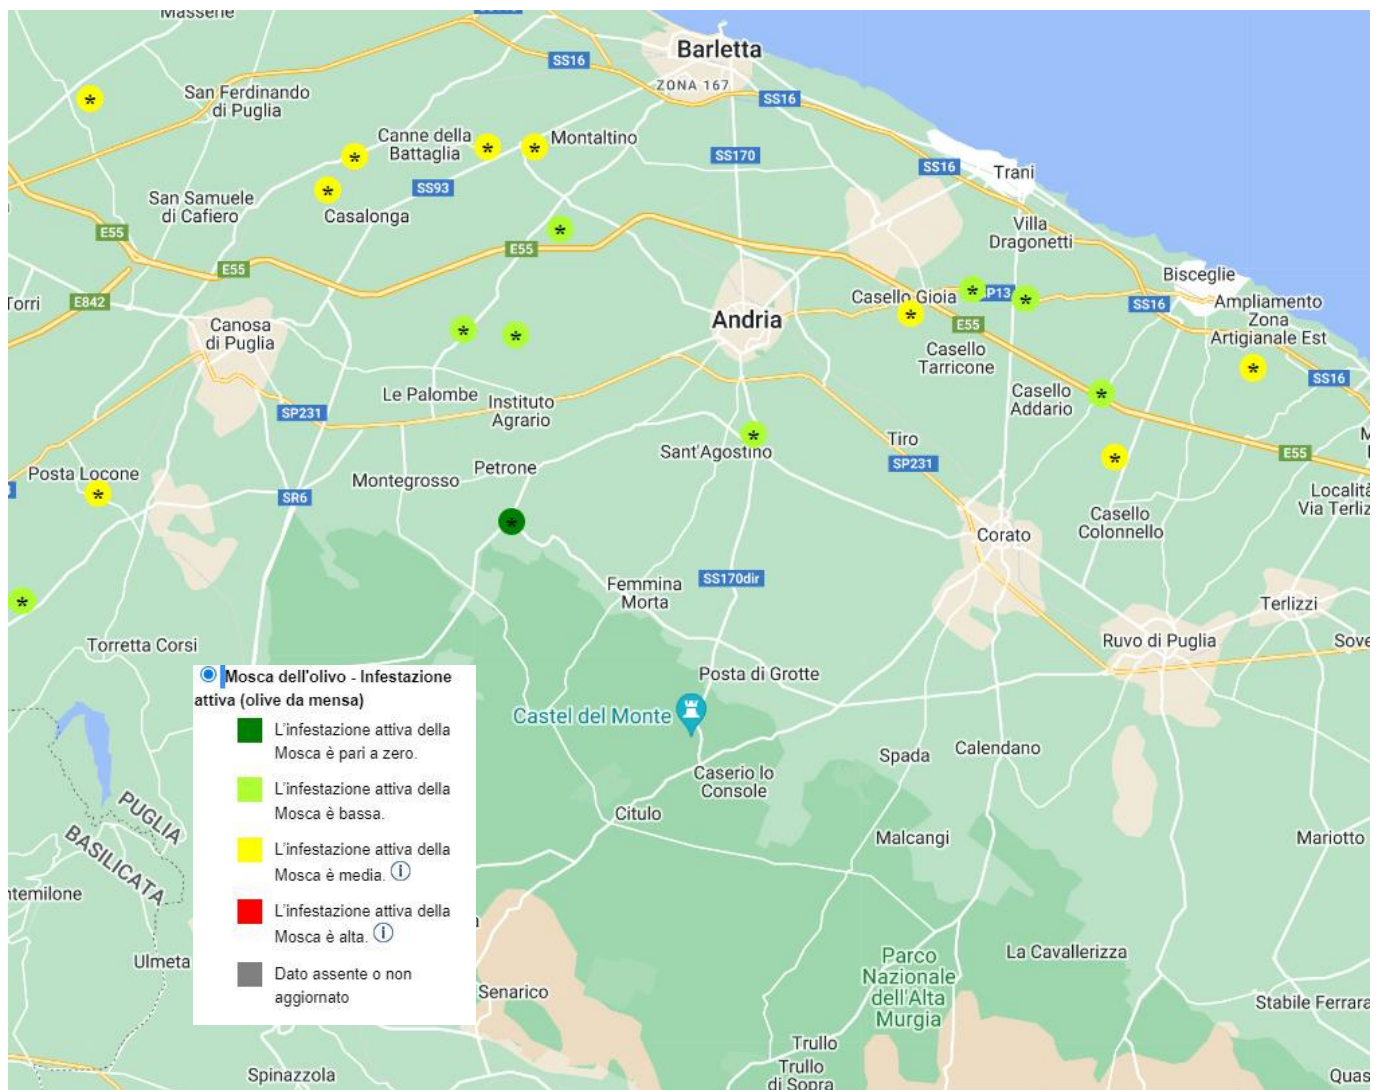 Masserie
Barletta
SS16
ZONA 167
SS16
San Ferdinando
di Puglia
Canne della
Battaglia
Montaltino
SS170
SS16
Trani
SS93
San Samuele
di Cafiero
Casalonga
Villa
Dragonetti
E55
E55
E55
Bisceglie
Torri
E842
Casello Gioia
SP13
SS16
Ampliamento
Zona
Artigianale Est
Canosa
di Puglia
Andria
E55
Casello
Tarricone
Le Palombe
Instituto
Agrario
Casello
Addario
SS16
SP231
Tiro
Sant'Agostino
SP231
E55
Posta Locone
Petrone
Montegrosso
SR6
Località
Via Terliz
Casello
Colonnello
Corato
Femmina
Morta
SS170dir
Terlizzi
Torretta Corsi
Ruvo di Puglia
Sove
Posta di Grotte
Castel del Monte
Spada
Calendano
Caserio lo
Console
Citulo
Malcangi
Mariotto
PUGLIA
BASILICATA
ntemilone
Ulmeta
La Cavallerizza
Parco
Nazionale
dell'Alta
Murgia
Senarico
Stabile Ferrara
Trullo
Trullo
di Sopra
Spinazzola
Quas
Mosca dell'olivo - Infestazione
attiva (olive da mensa)
L'infestazione attiva della
Mosca è pari a zero.
L'infestazione attiva della
Mosca è bassa.
L'infestazione attiva della
Mosca è media.
L'infestazione attiva della
Mosca è alta.
Dato assente o non
aggiornato